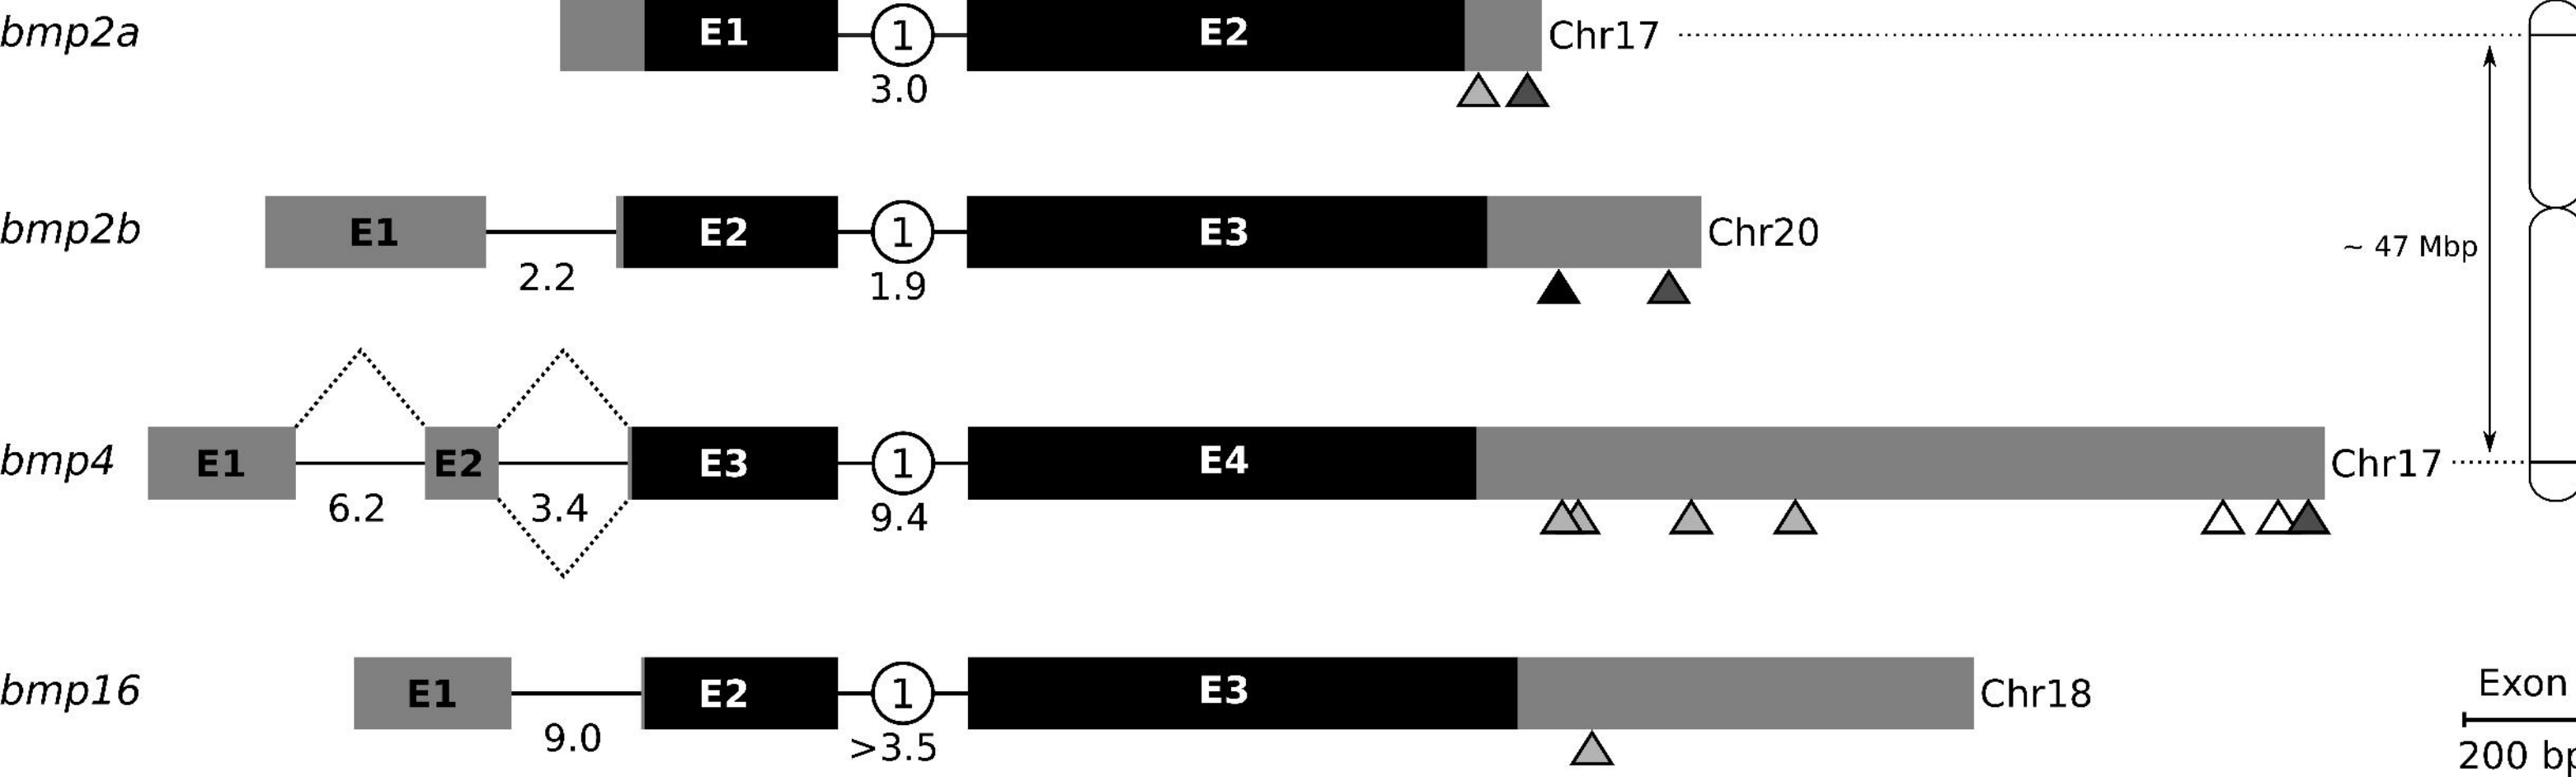 bmp2a E1 1 E2 Chr17
3.0
bmp2b E1 E2 1 E3 Chr20
2.2 1.9
~ 47 Mbp
bmp4 E1 E2 E3 1 E4 Chr17
6.2 3.4 9.4
bmp16 E1 E2 1 E3 Chr18
9.0 >3.5
Exon
200 bp